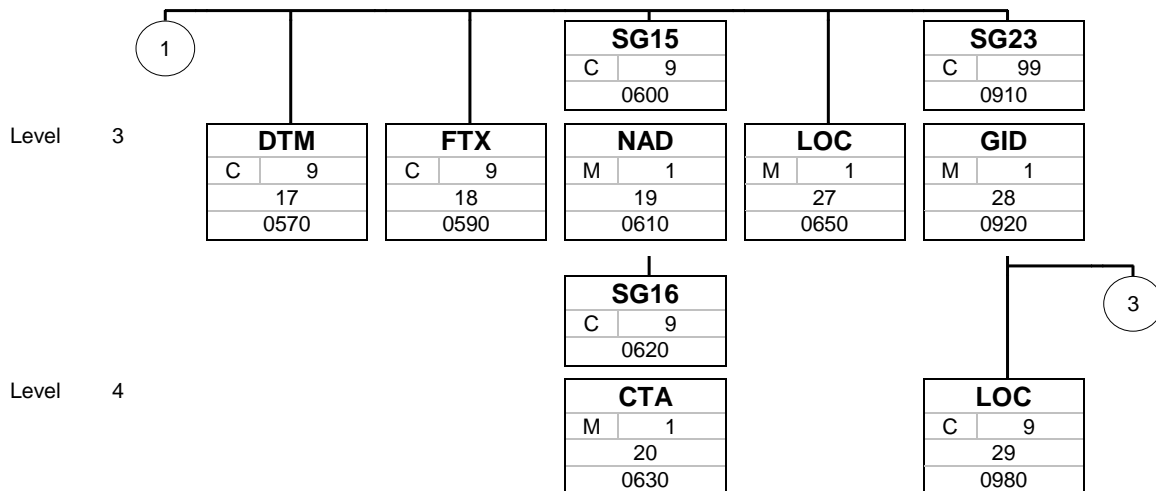 SG15 SG23
1
C 9 C 99
0600 0910
Level 3 DTM FTX NAD LOC GID
C 9 C 9 M 1 M 1 M 1
17 18 19 27 28
0570 0590 0610 0650 0920
SG16
3
C 9
0620
Level 4 CTA LOC
M 1 C 9
20 29
0630 0980